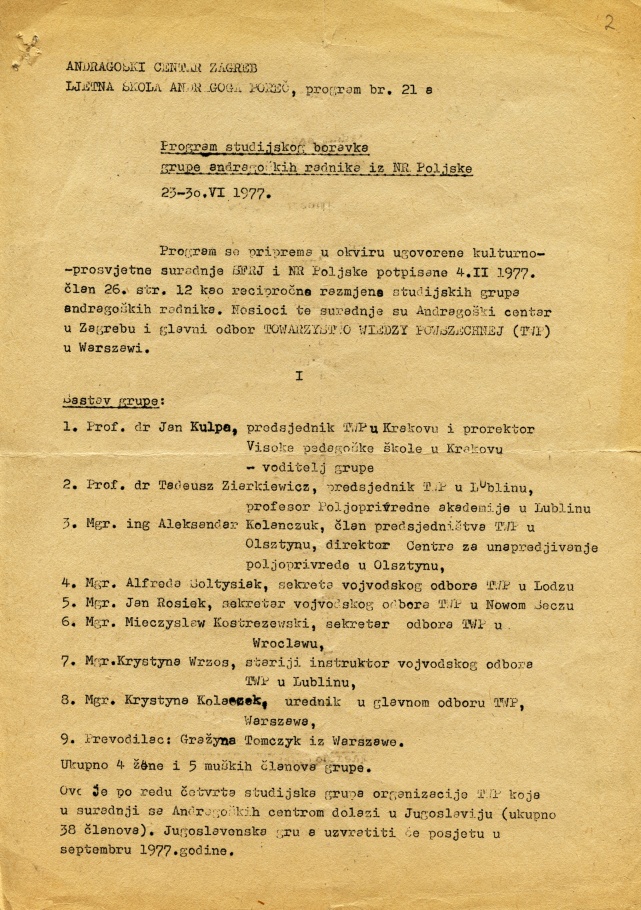 2
ANDRAGOŠKI CENTAR ZAGREB
LJETNA ŠKOLA ANDRAGOGA POREČ, program br. 21 a
Program studijskog boravka
grupe andragoških radnika iz NR Poljske
23-3o.VI 1977.
Program se priprema u okviru ugovorene kulturno-
-prosvjetne suradnje SFRJ i NR Poljske potpisane 4.II 1977.
član 26. str. 12 kao recipročna razmjena studijskih grupa
andragoških radnika. Nosioci te suradnje su Andragoški centar
u Zagrebu i glavni odbor TOWARZYSTWO WIEDZY POWSZECHNEJ (TWP)
u Warszawi.
I
Sastav grupe:
1. Prof. dr Jan Kulpa, predsjednik TWP u Krakovu i prorektor
Visoke pedagoške škole u Krakovu
- voditelj grupe
2. Prof. dr Tadeusz Ziarkiewicz, predsjednik TWP u Lublinu,
profesor Poljoprivredne akademije u Lublinu
3. Mgr. ing Aleksandar Kolanczuk, član predsjedništva TWP u
Olsztynu, direktor Centra za unapredjivanje
poljoprivrede u Olsztynu,
4. Mgr. Alfreda Soltysiak, sekreta vojvodskog odbora TWP u Lodzu
5. Mgr. Jan Rosiek, sekretar vojvodskog odbora TWP u Nowom Saczu
6. Mgr. Mieczyslaw Kostrezewski, sekretar odbora TWP u
Wroclawu,
7. Mgr.Krystyna Wrzos, stariji instruktor vojvodskog odbora
TWP u Lublinu,
8. Mgr. Krystyna Kolaczek, urednik u glavnom odboru TWP,
Warszawa,
9. Prevodilac: Gražyna Tomczyk iz Warszawe.
Ukupno 4 žene i 5 muških članova grupe.
Ovo je po redu četvrta studijska grupa organizacije TWP koja
u suradnji sa Andragoških centrom dolazi u Jugoslaviju (ukupno
38 članova). Jugoslavenska gru a uzvratiti će posjetu u
septembru 1977.godine.